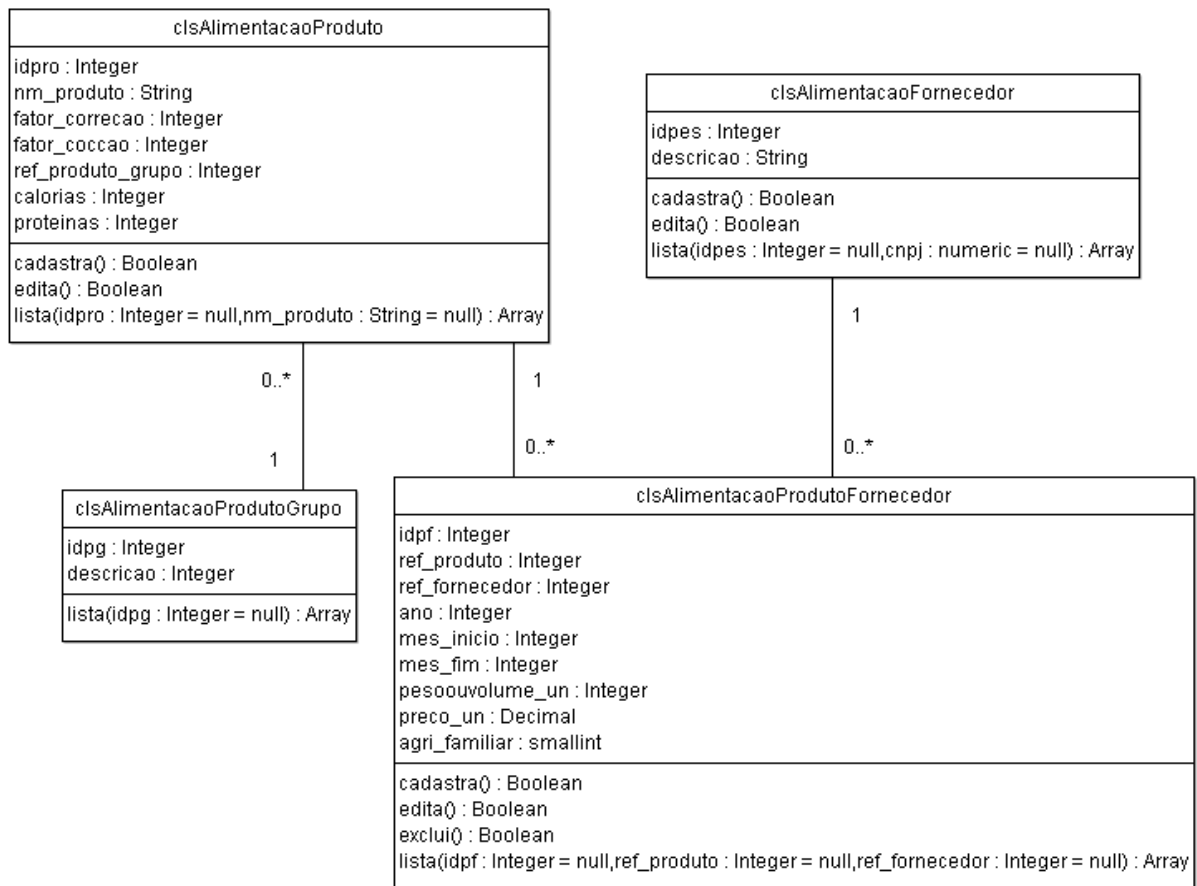 clsAlimentacaoProduto
idpro : Integer
nm_produto : String
fator_correcao : Integer
fator_coccao : Integer
ref_produto_grupo : Integer
calorias : Integer
proteinas : Integer
cadastra() : Boolean
edita() : Boolean
lista(idpro : Integer = null,nm_produto : String = null) : Array
clsAlimentacaoFornecedor
idpes : Integer
descricao : String
cadastra() : Boolean
edita() : Boolean
lista(idpes : Integer = null,cnpj : numeric = null) : Array
0..*
1
1
0..*
1
0..*
clsAlimentacaoProdutoGrupo
idpg : Integer
descricao : Integer
lista(idpg : Integer = null) : Array
clsAlimentacaoProdutoFornecedor
idpf : Integer
ref_produto : Integer
ref_fornecedor : Integer
ano : Integer
mes_inicio : Integer
mes_fim : Integer
pesoouvolume_un : Integer
preco_un : Decimal
agri_familiar : smallint
cadastra() : Boolean
edita() : Boolean
exclui() : Boolean
lista(idpf : Integer = null,ref_produto : Integer = null,ref_fornecedor : Integer = null) : Array